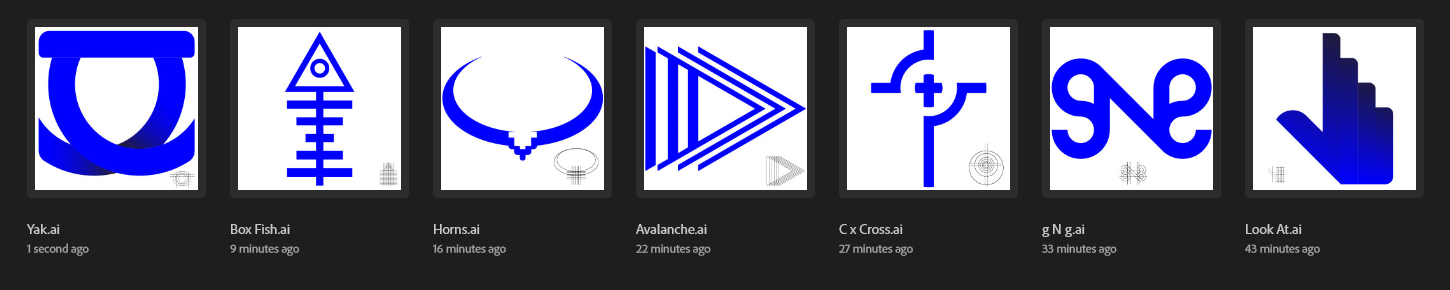 Yak.ai
1 second ago
Box Fish.ai
9 minutes ago
Horns.ai
16 minutes ago
Avalanche.ai
22 minutes ago
C x Cross.ai
27 minutes ago
g N g.ai
33 minutes ago
Look At.ai
43 minutes ago